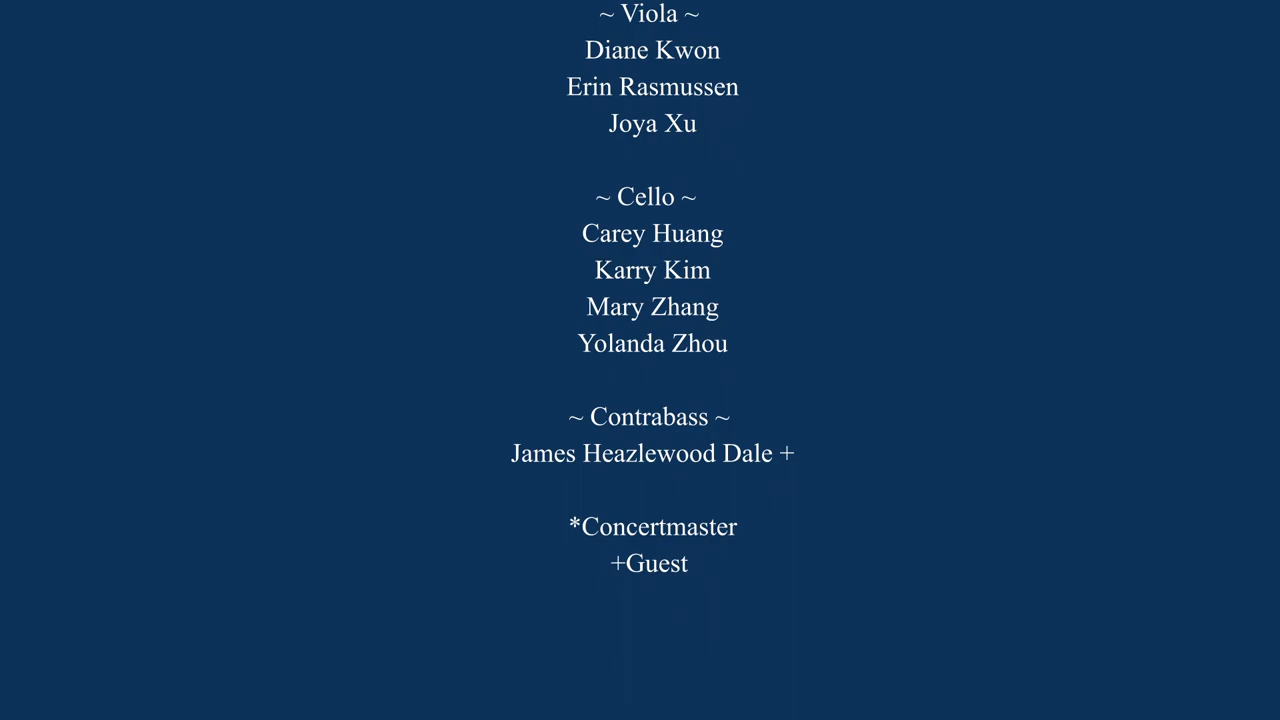 ~ Viola ~
Diane Kwon
Erin Rasmussen
Joya Xu
~ Cello ~
Carey Huang
Karry Kim
Mary Zhang
Yolanda Zhou
~ Contrabass ~
James Heazlewood Dale +
*Concertmaster
+Guest